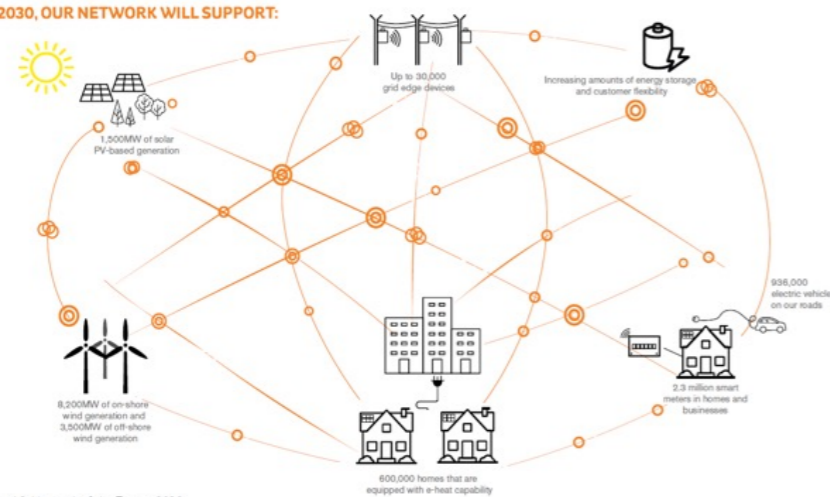 2030, OUR NETWORK WILL SUPPORT:
Up to 30,000
grid edge devices
Increasing amounts of energy storage
and customer flexibility
1,500MW of solar
PV-based generation
936,000
electric vehicle
on our roads
8,200MW of on-shore
wind generation and
3,500MW of off-shore
wind generation
2.3 million smart
meters in homes and
businesses
600,000 homes that are
equipped with e-heat capability